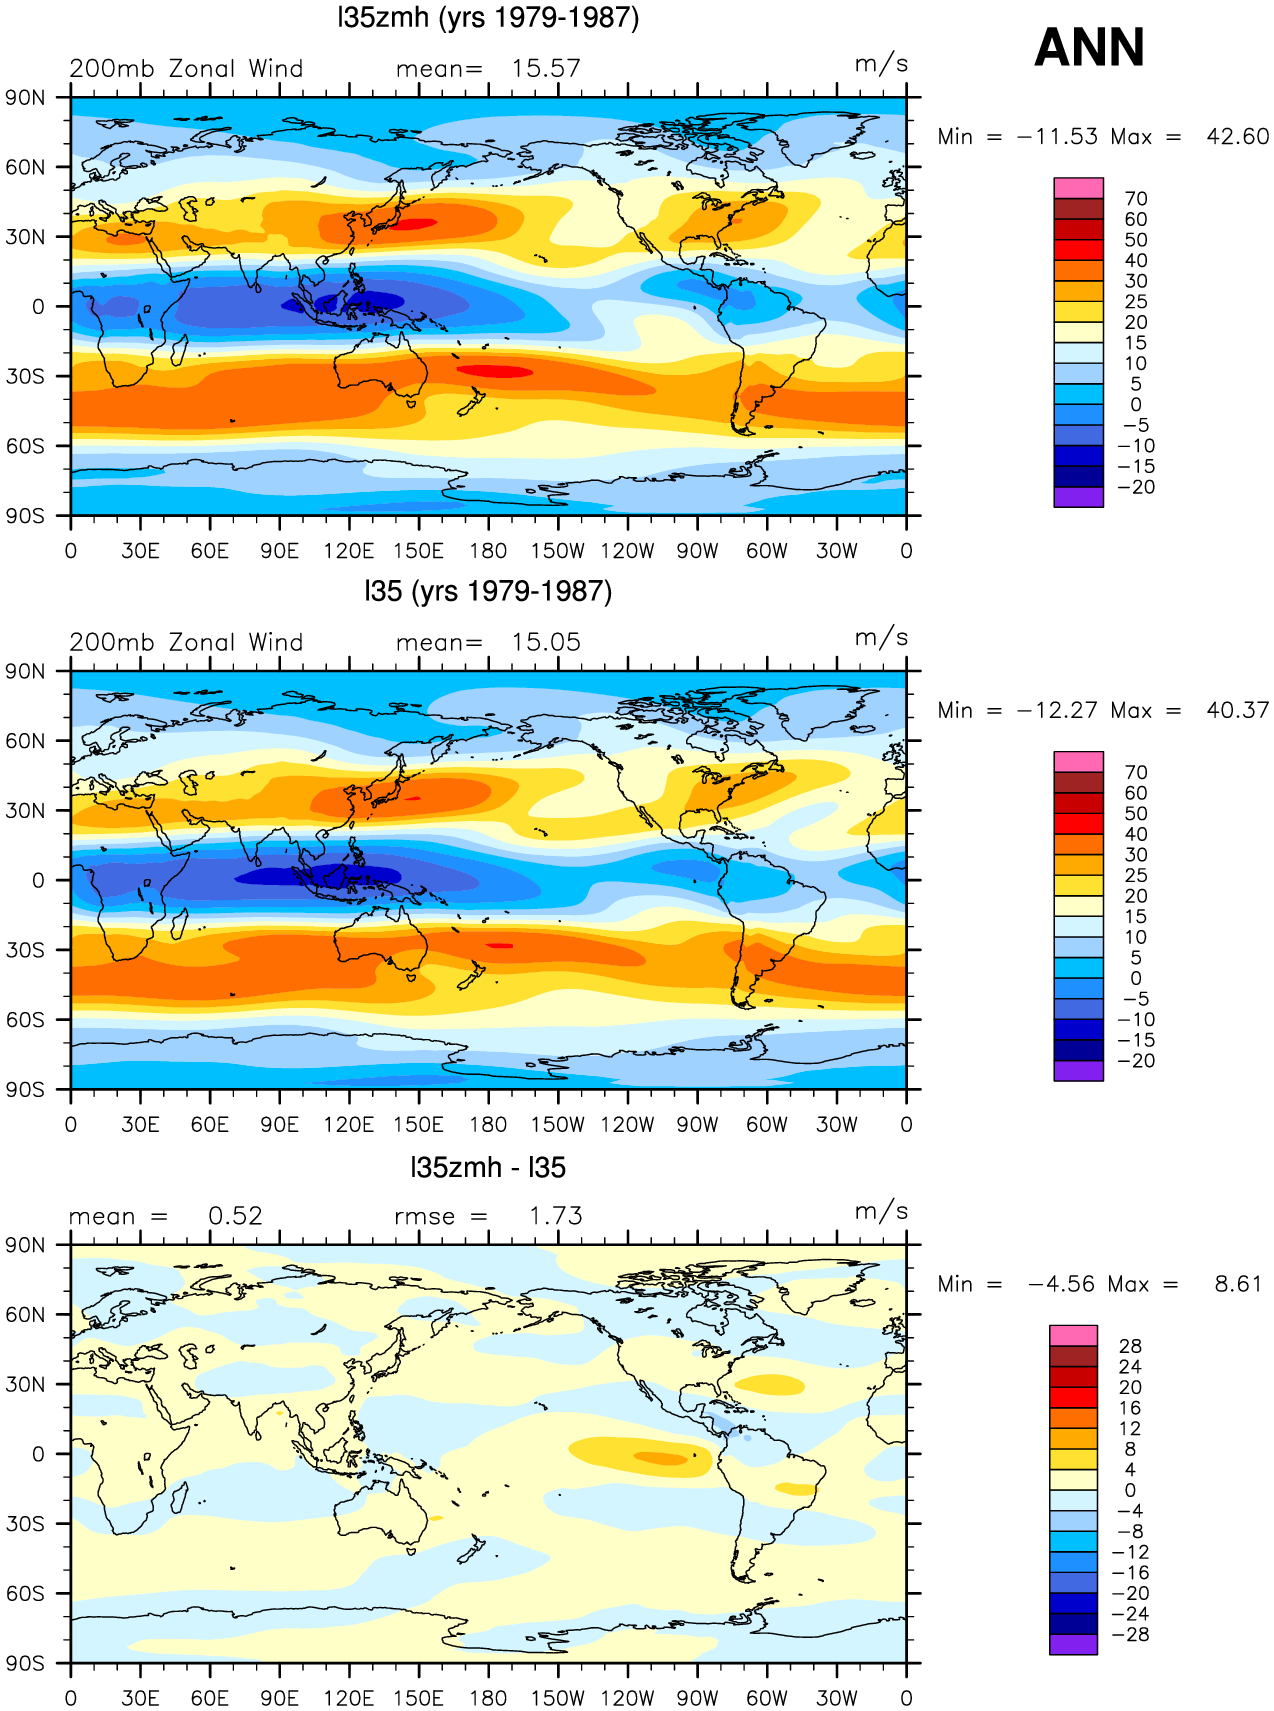 l35zmh (yrs 1979-1987)
ANN
200mb Zonal Wind mean= 15.57 m/s
Min = -11.53 Max = 42.60
90N
60N
30N
0
30S
60S
90S
0 30E 60E 90E 120E 150E 180 150W 120W 90W 60W 30W 0
70
60
50
40
30
25
20
15
10
5
0
-5
-10
-15
-20
l35 (yrs 1979-1987)
200mb Zonal Wind mean= 15.05 m/s
Min = -12.27 Max = 40.37
90N
60N
30N
0
30S
60S
90S
0 30E 60E 90E 120E 150E 180 150W 120W 90W 60W 30W 0
70
60
50
40
30
25
20
15
10
5
0
-5
-10
-15
-20
l35zmh - l35
mean = 0.52 rmse = 1.73 m/s
Min = -4.56 Max = 8.61
90N
60N
30N
0
30S
60S
90S
0 30E 60E 90E 120E 150E 180 150W 120W 90W 60W 30W 0
28
24
20
16
12
8
4
0
-4
-8
-12
-16
-20
-24
-28